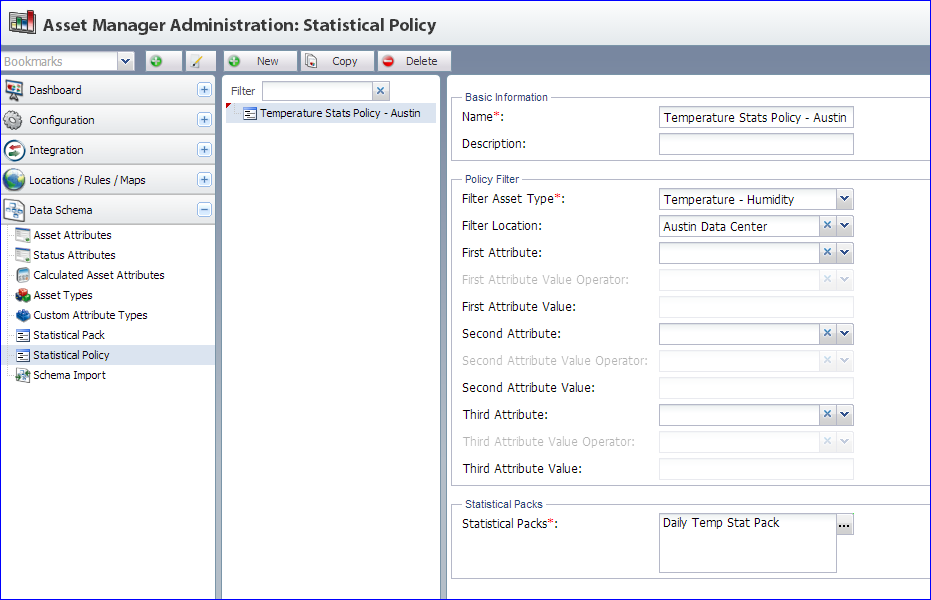 Asset Manager Administration: Statistical Policy
Bookmarks
New
Copy
Delete
Dashboard
Configuration
Integration
Locations / Rules / Maps
Data Schema
Asset Attributes
Status Attributes
Calculated Asset Attributes
Asset Types
Custom Attribute Types
Statistical Pack
Statistical Policy
Schema Import
Filter
Temperature Stats Policy - Austin
Basic Information
Name*: Temperature Stats Policy - Austin
Description:
Policy Filter
Filter Asset Type*: Temperature - Humidity
Filter Location: Austin Data Center
First Attribute:
First Attribute Value Operator:
First Attribute Value:
Second Attribute:
Second Attribute Value Operator:
Second Attribute Value:
Third Attribute:
Third Attribute Value Operator:
Third Attribute Value:
Statistical Packs
Statistical Packs*: Daily Temp Stat Pack ...